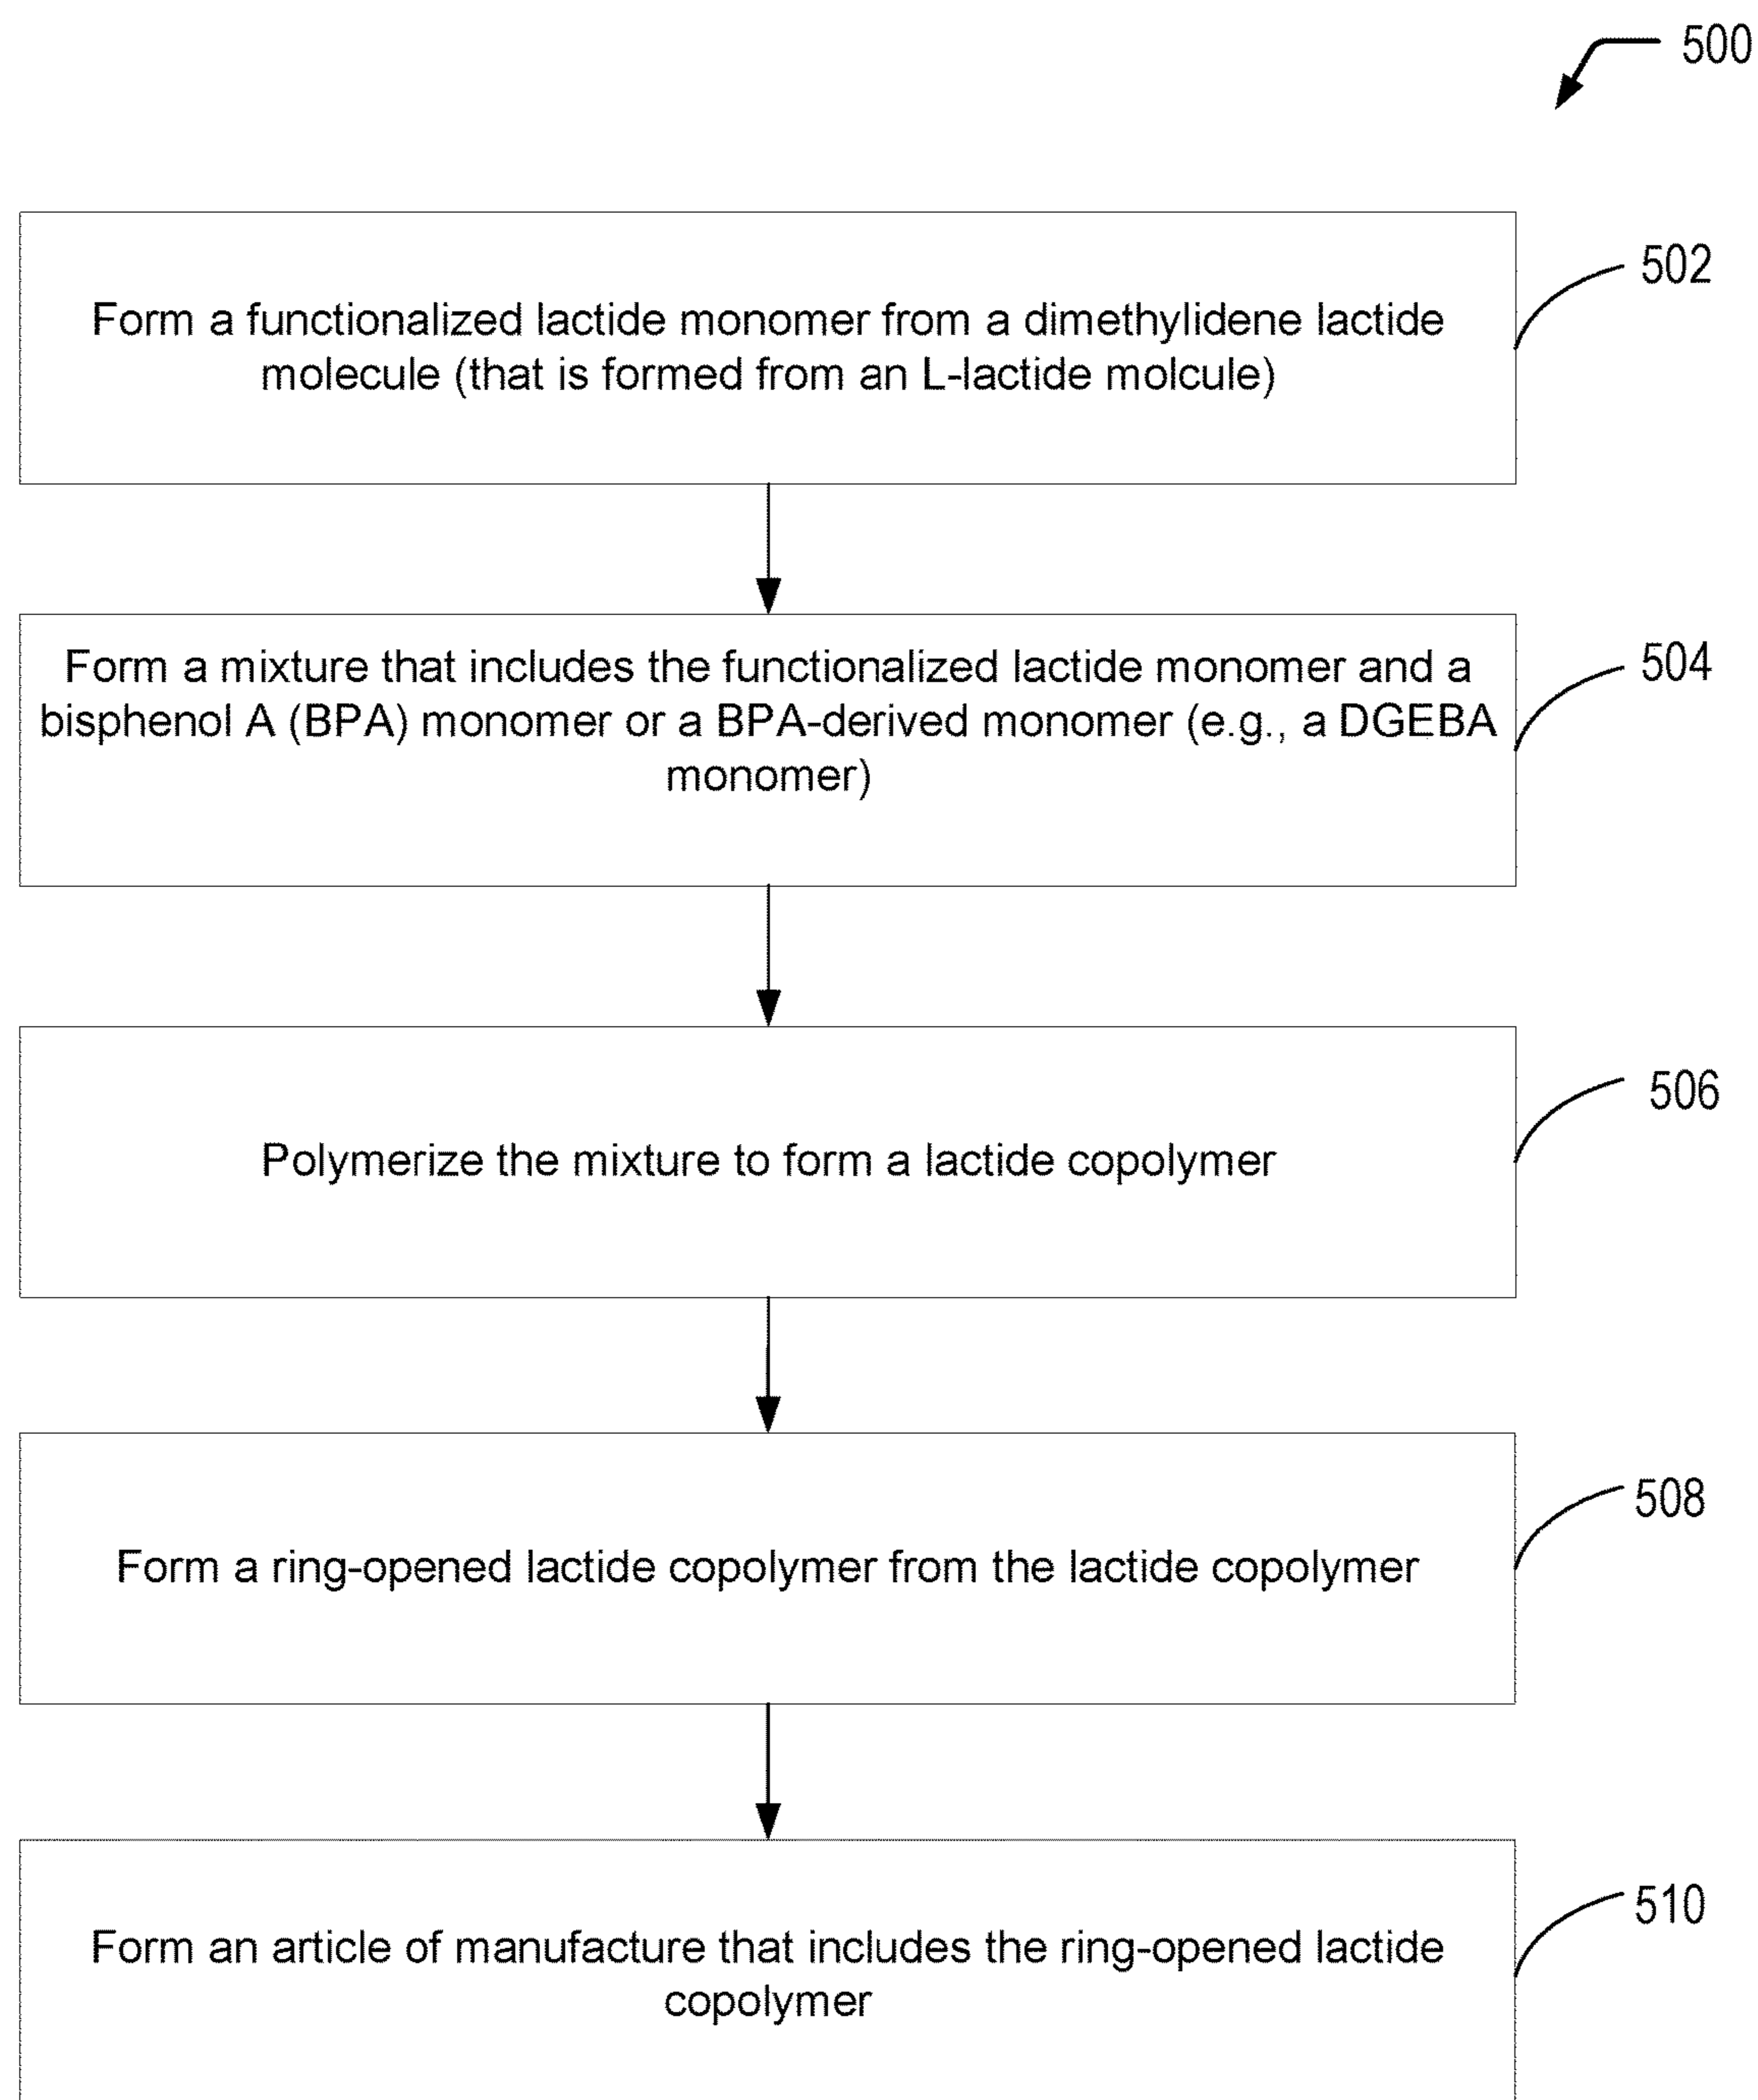 500
Form a functionalized lactide monomer from a dimethylidene lactide
molecule (that is formed from an L-lactide molcule)
502
Form a mixture that includes the functionalized lactide monomer and a
bisphenol A (BPA) monomer or a BPA-derived monomer (e.g., a DGEBA
monomer)
504
Polymerize the mixture to form a lactide copolymer
506
Form a ring-opened lactide copolymer from the lactide copolymer
508
Form an article of manufacture that includes the ring-opened lactide
copolymer
510